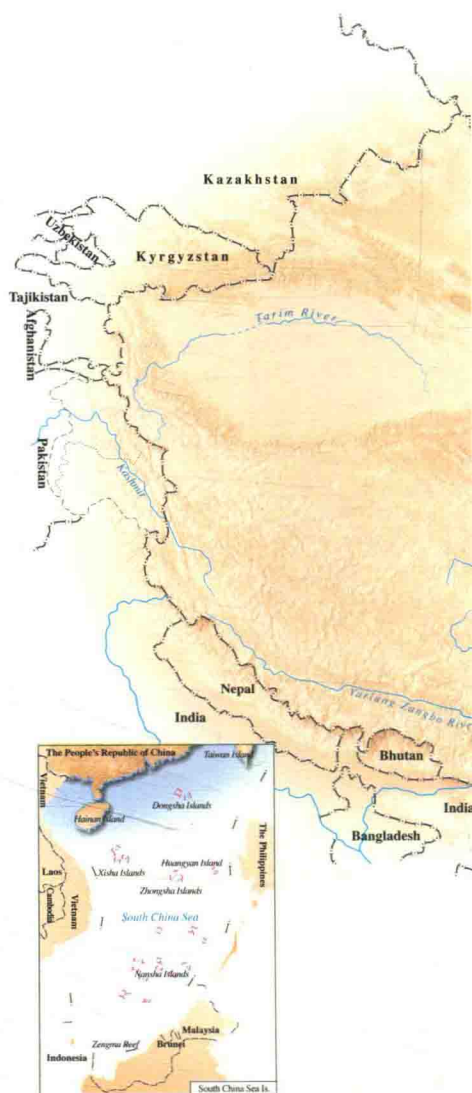 Kazakhstan
Uzbekistan
Kyrgyzstan
Tarim River
Tajikistan
Afghanistan
Pakistan
Kashmir
Nepal
Yarlung Zangbo River
India
Bhutan
India
Bangladesh
The People's Republic of China
Taiwan Island
Vietnam
Dongsha Islands
Hainan Island
The Philippines
Huangyan Island
Laos
Xisha Islands
Zhongsha Islands
Cambodia
Vietnam
South China Sea
Nansha Islands
Malaysia
Zengmu Reef
Brunei
Indonesia
South China Sea Is.